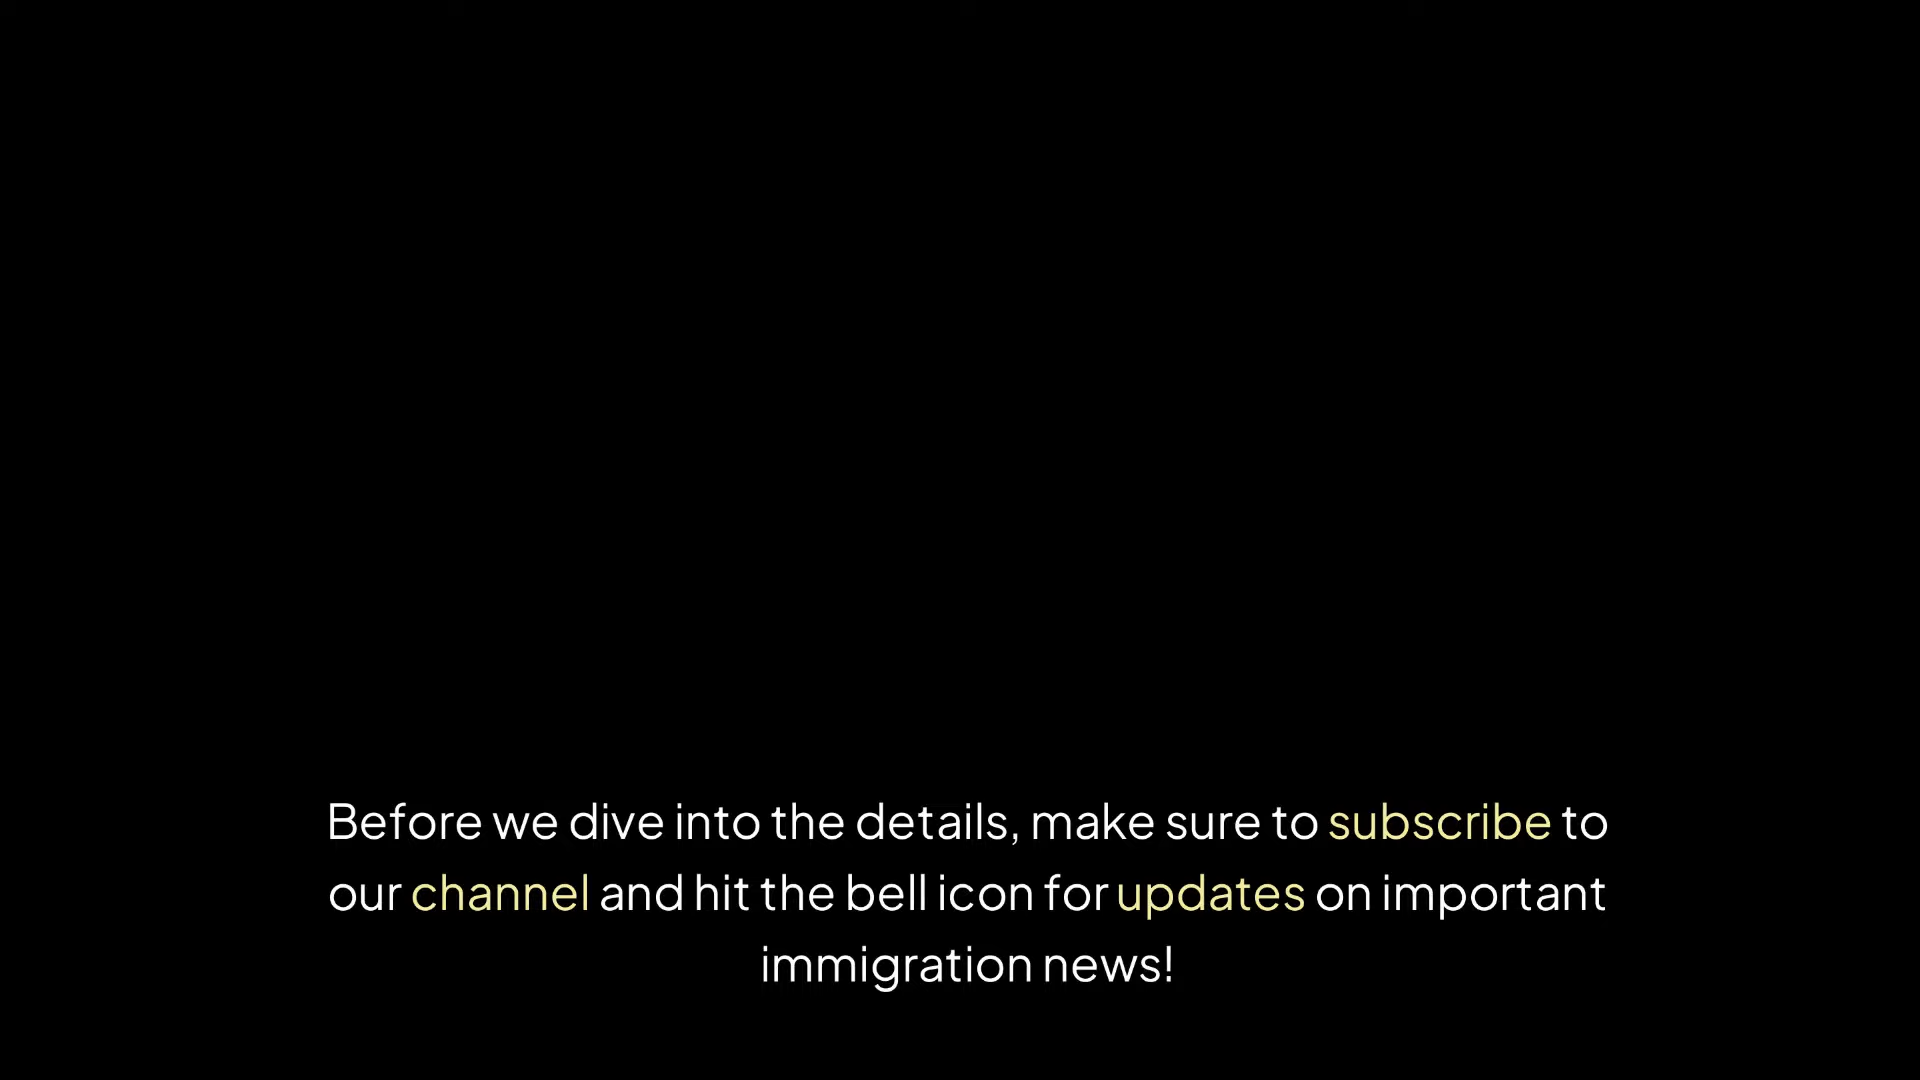 Before we dive into the details, make sure to subscribe to
our channel and hit the bell icon for updates on important
immigration news!